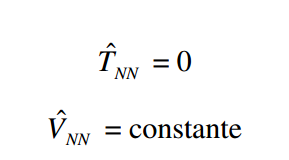 T̂_NN = 0
V̂_NN = constante